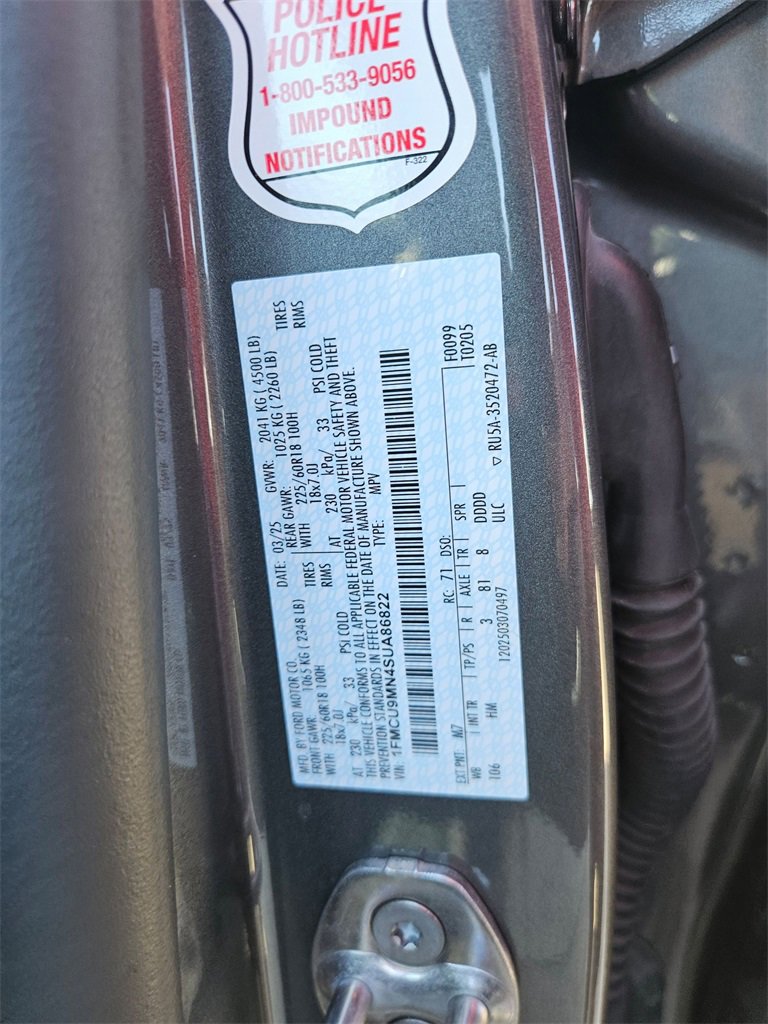 POLICE
HOTLINE
1-800-533-9056
IMPOUND
NOTIFICATIONS
F-322
MFD. BY FORD MOTOR CO. DATE: 03/25 GVWR: 2041 KG ( 4500 LB)
FRONT GAWR: 1065 KG ( 2348 LB) REAR GAWR: 1025 KG ( 2260 LB)
WITH 225/60R18 100H TIRES WITH 225/60R18 100H TIRES
18x7.0J RIMS 18x7.0J RIMS
AT 230 kPa/ 33 PSI COLD AT 230 kPa/ 33 PSI COLD
THIS VEHICLE CONFORMS TO ALL APPLICABLE FEDERAL MOTOR VEHICLE SAFETY AND THEFT
PREVENTION STANDARDS IN EFFECT ON THE DATE OF MANUFACTURE SHOWN ABOVE.
VIN: 1FMCU9MN4SUA86822 TYPE: MPV
EXT PNT: M7 RC: 71 DSO: F0099
WB | INT TR | TP/PS | R | AXLE | TR | SPR | T0205
106 HM 3 81 8 DDDD
1202503070497 ULC ▽ RU5A-3520472-AB